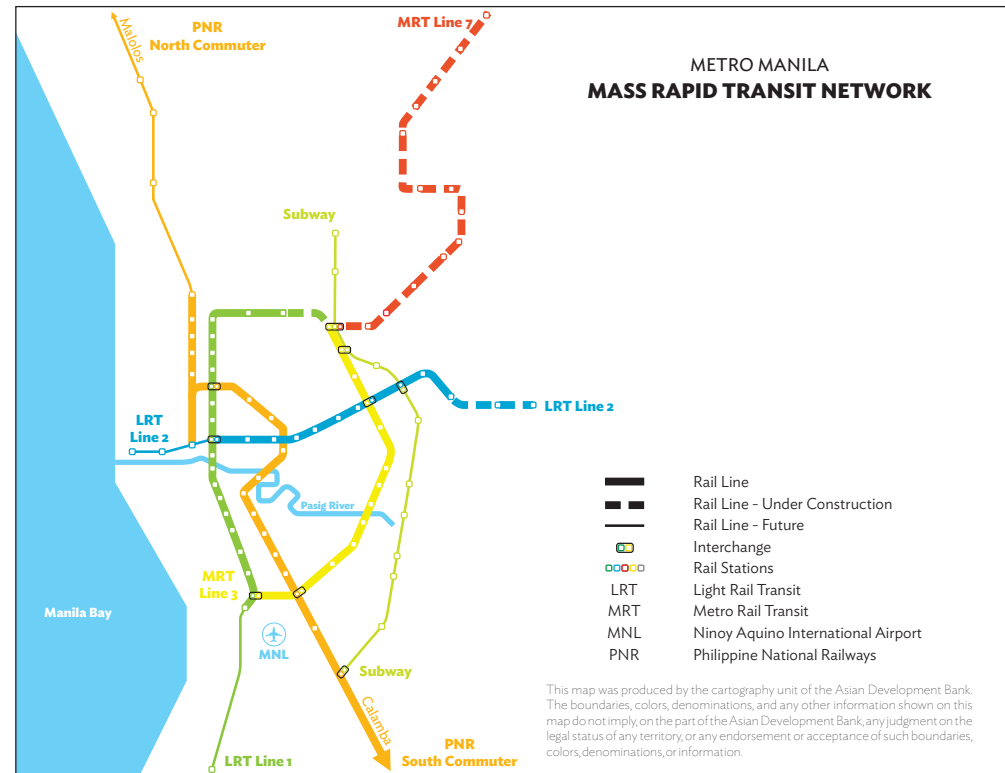 METRO MANILA
MASS RAPID TRANSIT NETWORK
Malolos
PNR
North Commuter
MRT Line 7
Subway
LRT
Line 2
LRT Line 2
Pasig River
MRT
Line 3
Manila Bay
MNL
Subway
Calamba
PNR
South Commuter
LRT Line 1
Rail Line
Rail Line - Under Construction
Rail Line - Future
Interchange
Rail Stations
LRT Light Rail Transit
MRT Metro Rail Transit
MNL Ninoy Aquino International Airport
PNR Philippine National Railways
This map was produced by the cartography unit of the Asian Development Bank.
The boundaries, colors, denominations, and any other information shown on this
map do not imply, on the part of the Asian Development Bank, any judgment on the
legal status of any territory, or any endorsement or acceptance of such boundaries,
colors, denominations, or information.